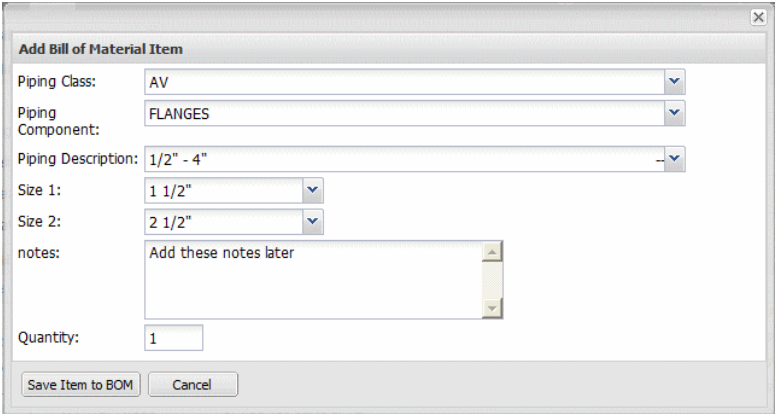 Add Bill of Material Item
Piping Class: AV
Piping Component: FLANGES
Piping Description: 1/2" - 4" --
Size 1: 1 1/2"
Size 2: 2 1/2"
notes: Add these notes later
Quantity: 1
Save Item to BOM Cancel